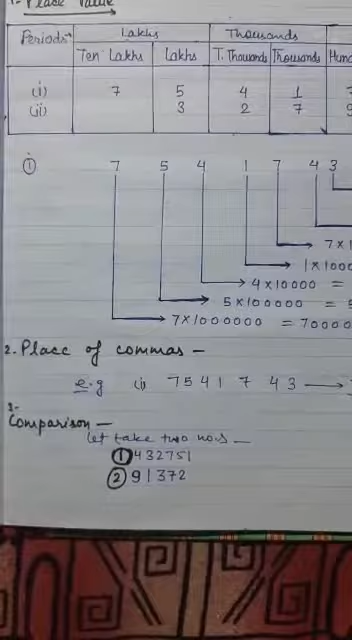 1. Place Value
Periods Lakhs Thousands
Ten Lakhs Lakhs T. Thousands Thousands
(i) 7 5 4 1
(ii) 3 2 7
① 7 5 4 1 7 4 3
7×1
1×1000
4×10000 =
5×100000 =
7×1000000 = 70000
2. Place of commas —
e.g (i) 7 5 4 1 7 4 3
3-
Comparison —
let take two no.s —
① 432751
② 91372